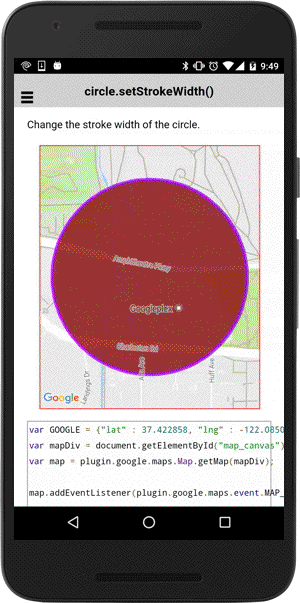 9:49
circle.setStrokeWidth()
Change the stroke width of the circle.
Amphitheatre Pkwy
Googleplex
Charleston Rd
Huff Ave
Landings Dr
Google
var GOOGLE = {"lat" : 37.422858, "lng" : -122.0850
var mapDiv = document.getElementById("map_canvas")
var map = plugin.google.maps.Map.getMap(mapDiv);
map.addEventListener(plugin.google.maps.event.MAP_